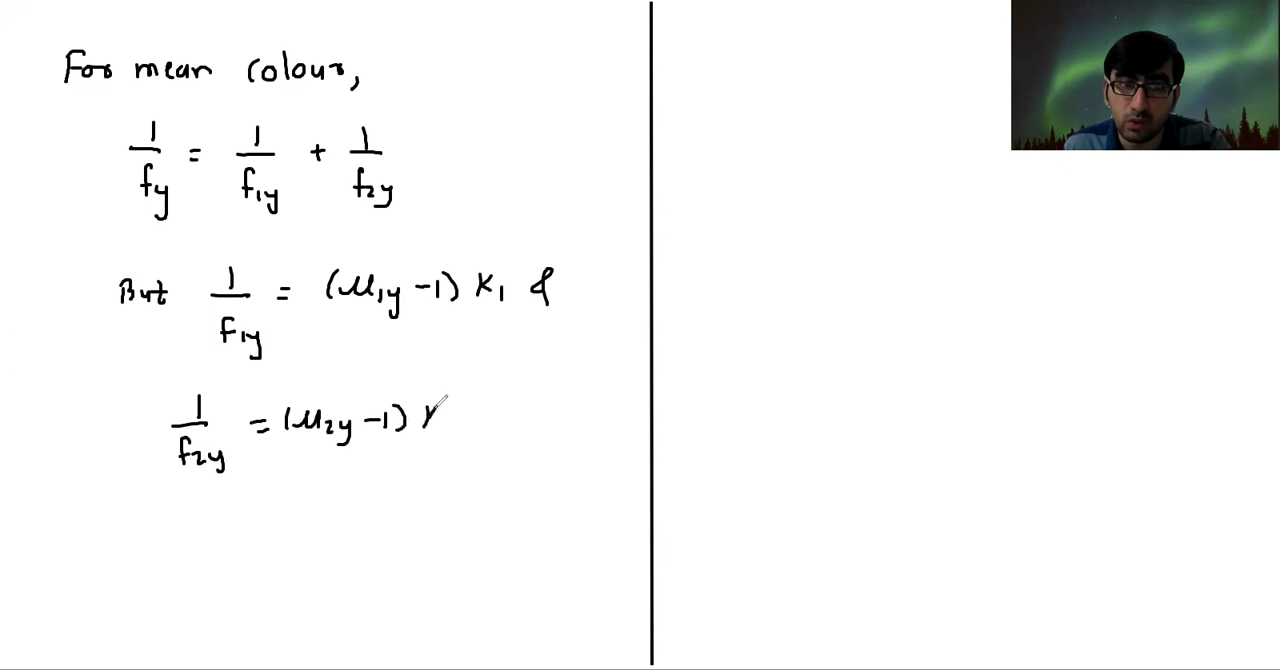 For mean colour,
1/fy = 1/f₁y + 1/f₂y
But 1/f₁y = (μ₁y - 1) K₁ &
1/f₂y = (μ₂y - 1) K